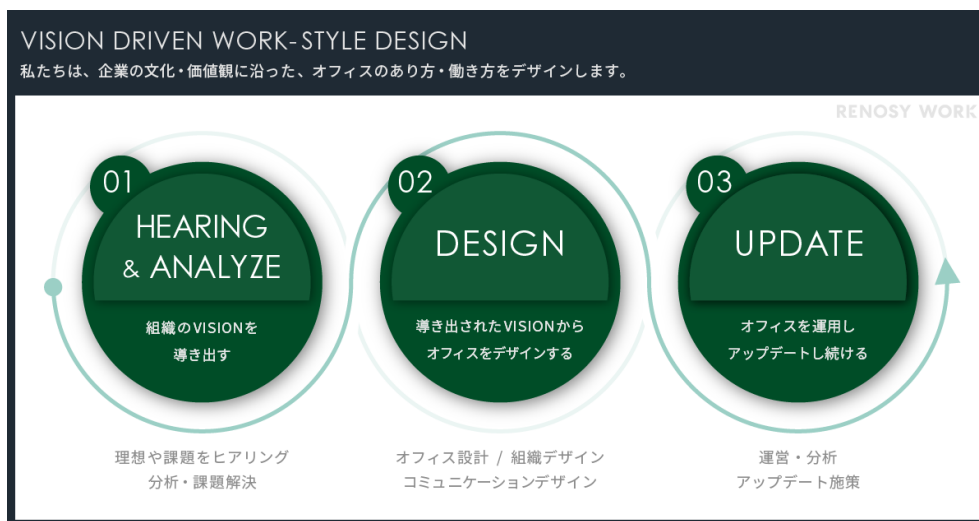 VISION DRIVEN WORK-STYLE DESIGN
私たちは、企業の文化・価値観に沿った、オフィスのあり方・働き方をデザインします。
RENOSY WORK
01
HEARING
& ANALYZE
組織のVISIONを
導き出す
理想や課題をヒアリング
分析・課題解決
02
DESIGN
導き出されたVISIONから
オフィスをデザインする
オフィス設計 / 組織デザイン
コミュニケーションデザイン
03
UPDATE
オフィスを運用し
アップデートし続ける
運営・分析
アップデート施策